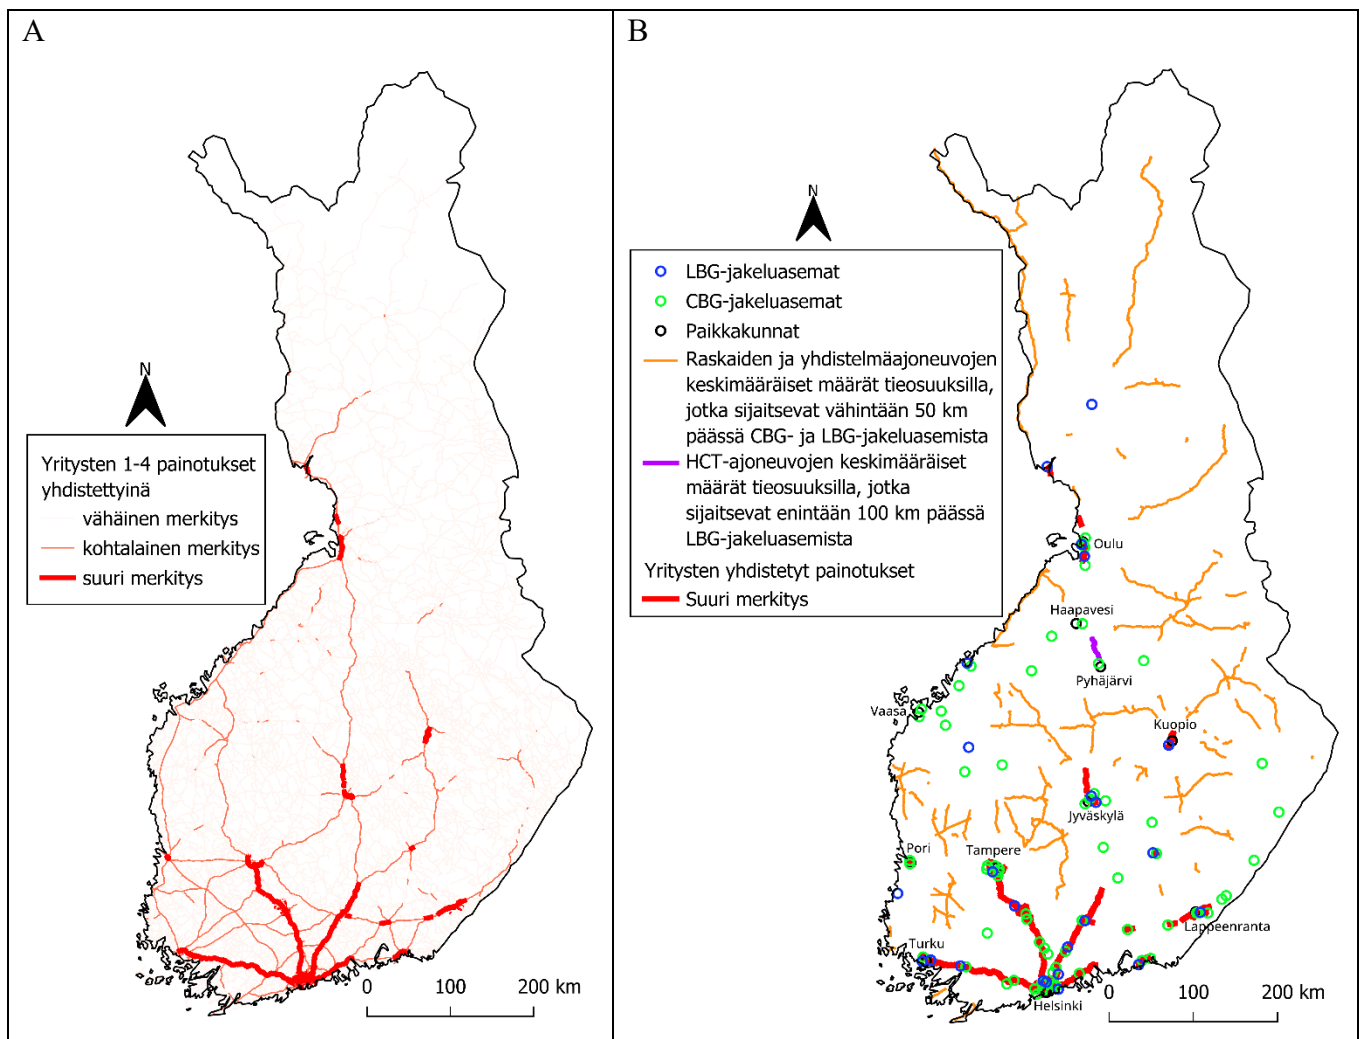 A
N
Yritysten 1-4 painotukset
yhdistettyinä
vähäinen merkitys
kohtalainen merkitys
suuri merkitys
0 100 200 km
B
N
LBG-jakeluasemat
CBG-jakeluasemat
Paikkakunnat
Raskaiden ja yhdistelmäajoneuvojen
keskimääräiset määrät tieosuuksilla,
jotka sijaitsevat vähintään 50 km
päässä CBG- ja LBG-jakeluasemista
HCT-ajoneuvojen keskimääräiset
määrät tieosuuksilla, jotka
sijaitsevat enintään 100 km päässä
LBG-jakeluasemista
Yritysten yhdistetyt painotukset
Suuri merkitys
Oulu
Haapavesi
Pyhäjärvi
Vaasa
Kuopio
Jyväskylä
Pori
Tampere
Lappeenranta
Turku
Helsinki
0 100 200 km